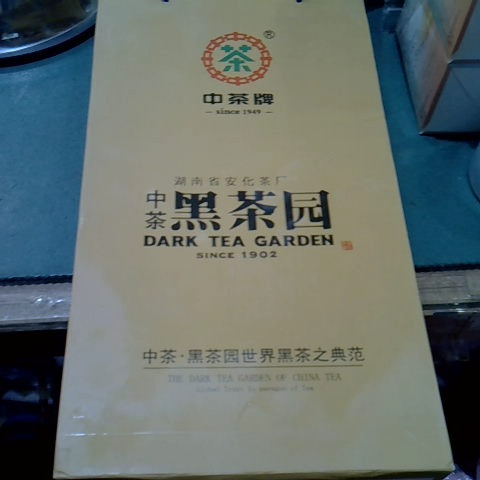 茶
®
中茶牌
since 1949
湖南省安化茶厂
中茶 黑茶园
DARK TEA GARDEN
SINCE 1902
中茶·黑茶园世界黑茶之典范
THE DARK TEA GARDEN OF CHINA TEA